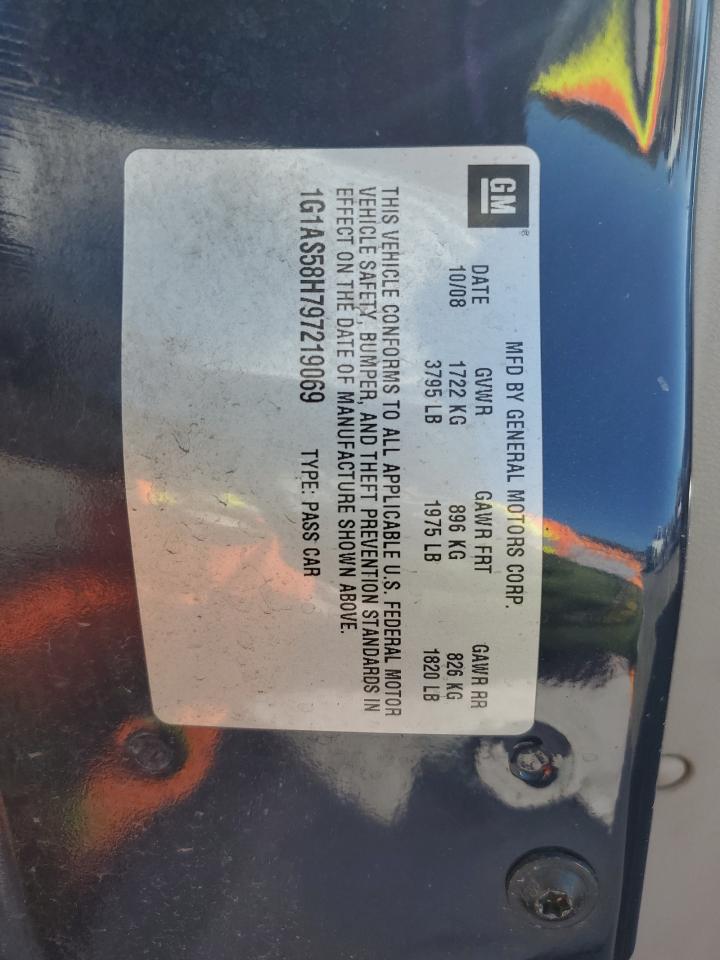 GM
MFD BY GENERAL MOTORS CORP.
DATE GVWR GAWR FRT GAWR RR
10/08 1722 KG 896 KG 826 KG
3795 LB 1975 LB 1820 LB
THIS VEHICLE CONFORMS TO ALL APPLICABLE U.S. FEDERAL MOTOR
VEHICLE SAFETY, BUMPER, AND THEFT PREVENTION STANDARDS IN
EFFECT ON THE DATE OF MANUFACTURE SHOWN ABOVE.
1G1AS58H797219069 TYPE: PASS CAR